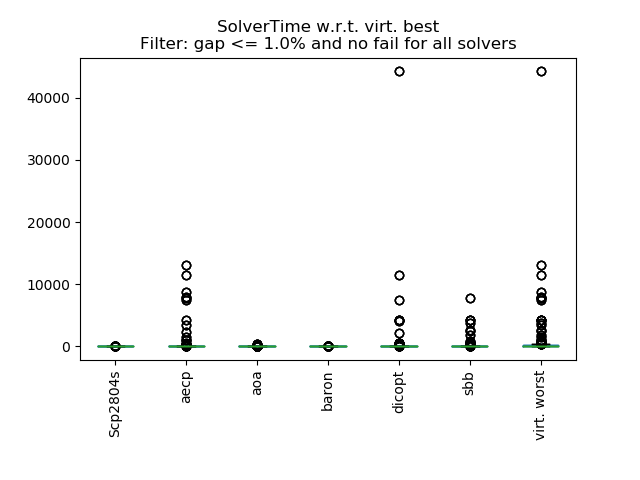 SolverTime w.r.t. virt. best
Filter: gap <= 1.0% and no fail for all solvers
40000
30000
20000
10000
0
Scp2804s
aecp
aoa
baron
dicopt
sbb
virt. worst